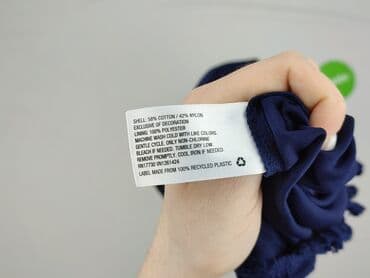 SHELL: 58% COTTON / 42% NYLON
EXCLUSIVE OF DECORATION
LINING: 100% POLYESTER
MACHINE WASH COLD WITH LIKE COLORS.
GENTLE CYCLE. ONLY NON-CHLORINE
BLEACH IF NEEDED. TUMBLE DRY LOW.
REMOVE PROMPTLY. COOL IRON IF NEEDED.
RN17730 VN1261424
LABEL MADE FROM 100% RECYCLED PLASTIC